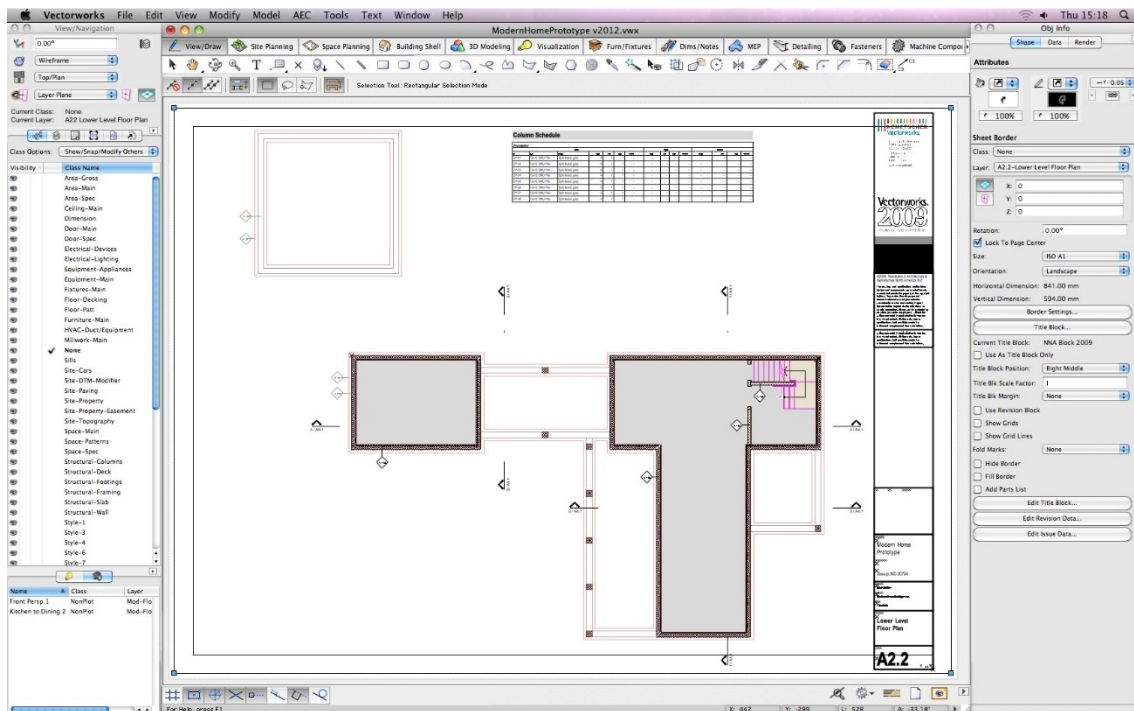 Vectorworks File Edit View Modify Model AEC Tools Text Window Help
Thu 15:18
View/Navigation
ModernHomePrototype v2012.vwx
Obj Info
0.00°
View/Draw Site Planning Space Planning Building Shell 3D Modeling Visualization Furn/Fixtures Dims/Notes MEP Detailing Fasteners Machine Compor
Shape Data Render
Wireframe
Top/Plan
Layer Plane
Current Class: None
Current Layer: A22 Lower Level Floor Plan
Selection Tool: Rectangular Selection Mode
Class Options: Show/Snap/Modify Others
Visibility Class Name
Area-Gross
Area-Main
Area-Spec
Ceiling-Main
Dimension
Door-Main
Door-Spec
Electrical-Devices
Electrical-Lighting
Equipment-Appliances
Equipment-Main
Fixtures-Main
Floor-Decking
Floor-Patt
Furniture-Main
HVAC-Duct/Equipment
Millwork-Main
None
Sills
Site-Cars
Site-DTM-Modifier
Site-Paving
Site-Property
Site-Property-Easement
Site-Topography
Space-Main
Space-Patterns
Space-Spec
Structural-Columns
Structural-Deck
Structural-Footings
Structural-Framing
Structural-Slab
Structural-Wall
Style-1
Style-3
Style-4
Style-6
Style-7
Name Class Layer
Front Persp 1 NonPlot Mod-Flo
Kitchen to Dining 2 NonPlot Mod-Flo
Column Schedule
Vectorworks
Vectorworks.
2009
Modern Home
Prototype
Lower Level
Floor Plan
A2.2
For Help, press F1
X: 462 Y: -289 L: 528 A: -33.18°
Attributes
0.05
100% 100%
Sheet Border
Class: None
Layer: A2.2-Lower Level Floor Plan
X: 0
Y: 0
Z: 0
Rotation: 0.00°
Lock To Page Center
Size: ISO A1
Orientation: Landscape
Horizontal Dimension: 841.00 mm
Vertical Dimension: 594.00 mm
Border Settings...
Title Block...
Current Title Block: NNA Block 2009
Use As Title Block Only
Title Block Position: Right Middle
Title Blk Scale Factor: 1
Title Blk Margin: None
Use Revision Block
Show Grids
Show Grid Lines
Fold Marks: None
Hide Border
Fill Border
Add Parts List
Edit Title Block...
Edit Revision Data...
Edit Issue Data...